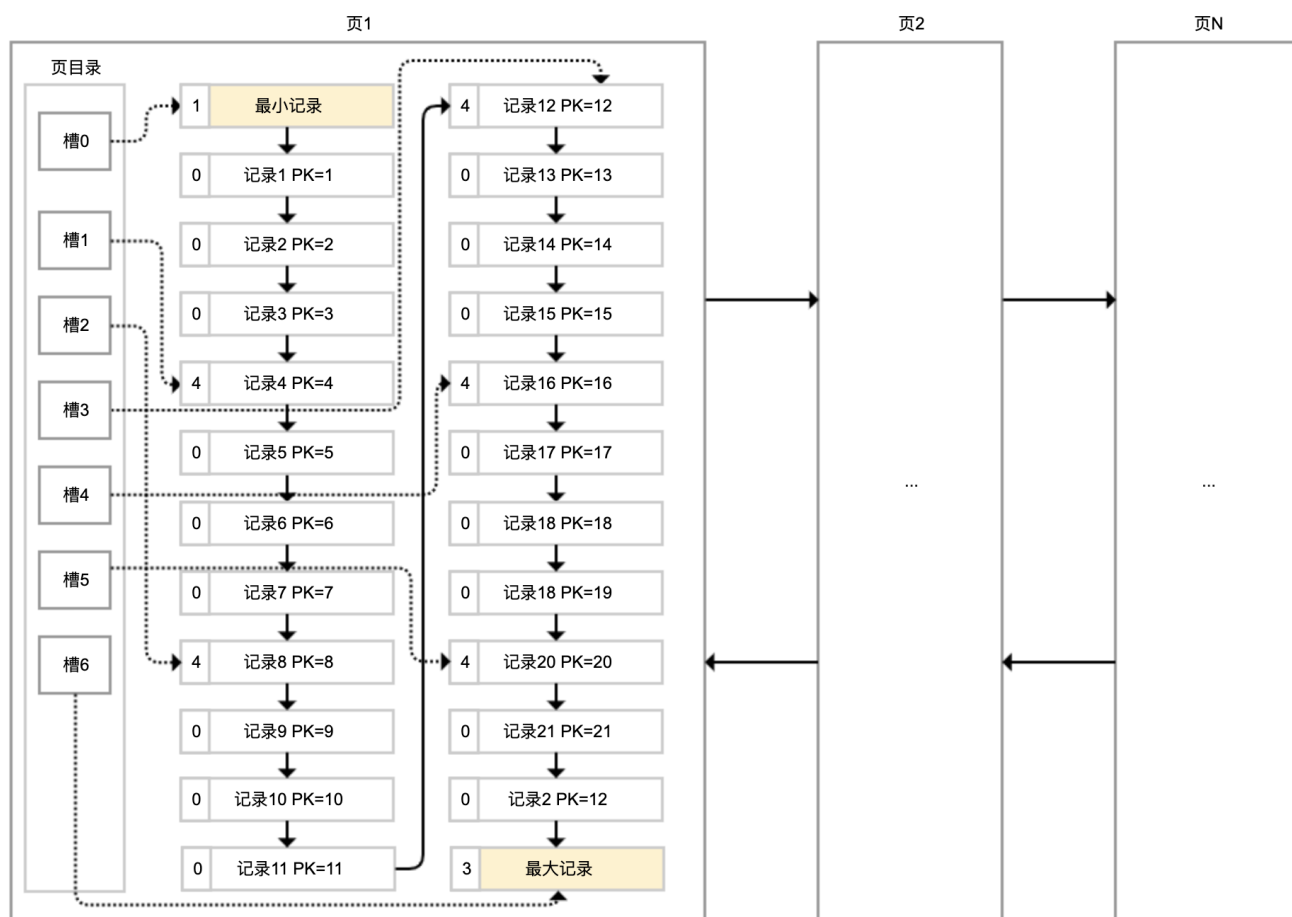 页1
页目录
槽0
槽1
槽2
槽3
槽4
槽5
槽6
1 最小记录
0 记录1 PK=1
0 记录2 PK=2
0 记录3 PK=3
4 记录4 PK=4
0 记录5 PK=5
0 记录6 PK=6
0 记录7 PK=7
4 记录8 PK=8
0 记录9 PK=9
0 记录10 PK=10
0 记录11 PK=11
4 记录12 PK=12
0 记录13 PK=13
0 记录14 PK=14
0 记录15 PK=15
4 记录16 PK=16
0 记录17 PK=17
0 记录18 PK=18
0 记录18 PK=19
4 记录20 PK=20
0 记录21 PK=21
0 记录2 PK=12
3 最大记录
页2
...
页N
...